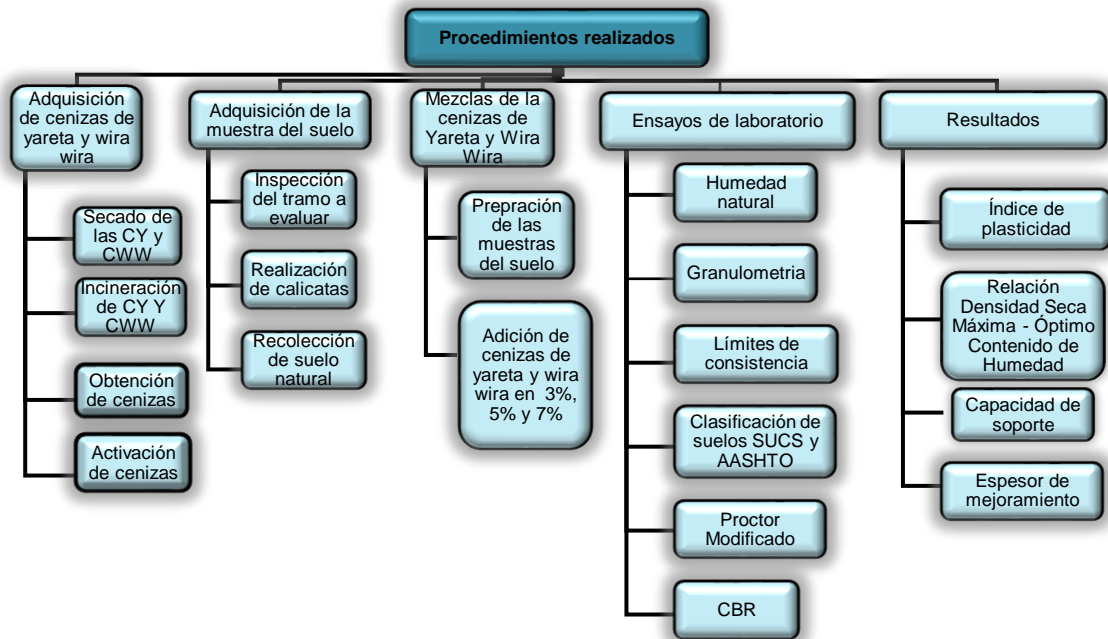 Procedimientos realizados
Adquisición
de cenizas de
yareta y wira
wira
Secado de
las CY y
CWW
Incineración
de CY Y
CWW
Obtención
de cenizas
Activación
de cenizas
Adquisición de la
muestra del suelo
Inspección
del tramo a
evaluar
Realización
de calicatas
Recolección
de suelo
natural
Mezclas de la
cenizas de
Yareta y Wira
Wira
Prepración
de las
muestras
del suelo
Adición de
cenizas de
yareta y wira
wira en 3%,
5% y 7%
Ensayos de laboratorio
Humedad
natural
Granulometria
Límites de
consistencia
Clasificación de
suelos SUCS y
AASHTO
Proctor
Modificado
CBR
Resultados
Índice de
plasticidad
Relación
Densidad Seca
Máxima - Óptimo
Contenido de
Humedad
Capacidad de
soporte
Espesor de
mejoramiento